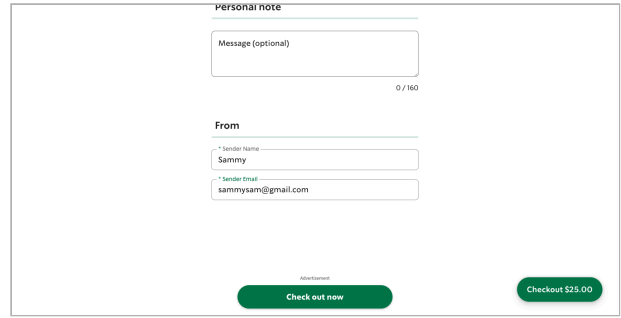 Personal note
Message (optional)
0 / 160
From
* Sender Name
Sammy
* Sender Email
sammysam@gmail.com
Advertisement
Check out now
Checkout $25.00